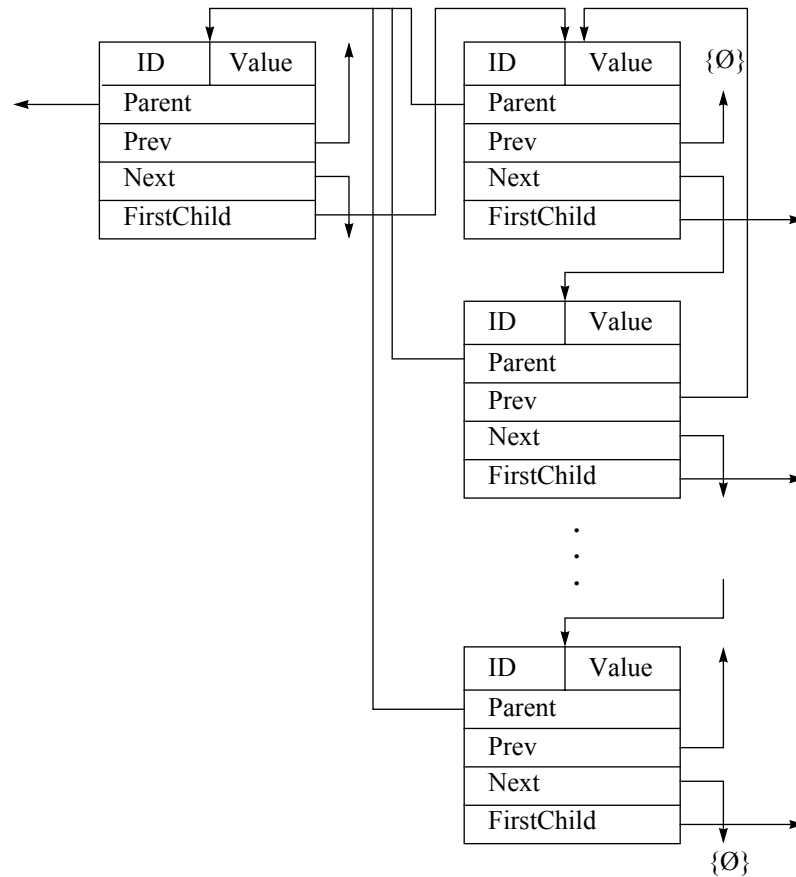 ID Value
Parent
Prev
Next
FirstChild
ID Value
Parent
Prev
Next
FirstChild
{Ø}
ID Value
Parent
Prev
Next
FirstChild
ID Value
Parent
Prev
Next
FirstChild
{Ø}